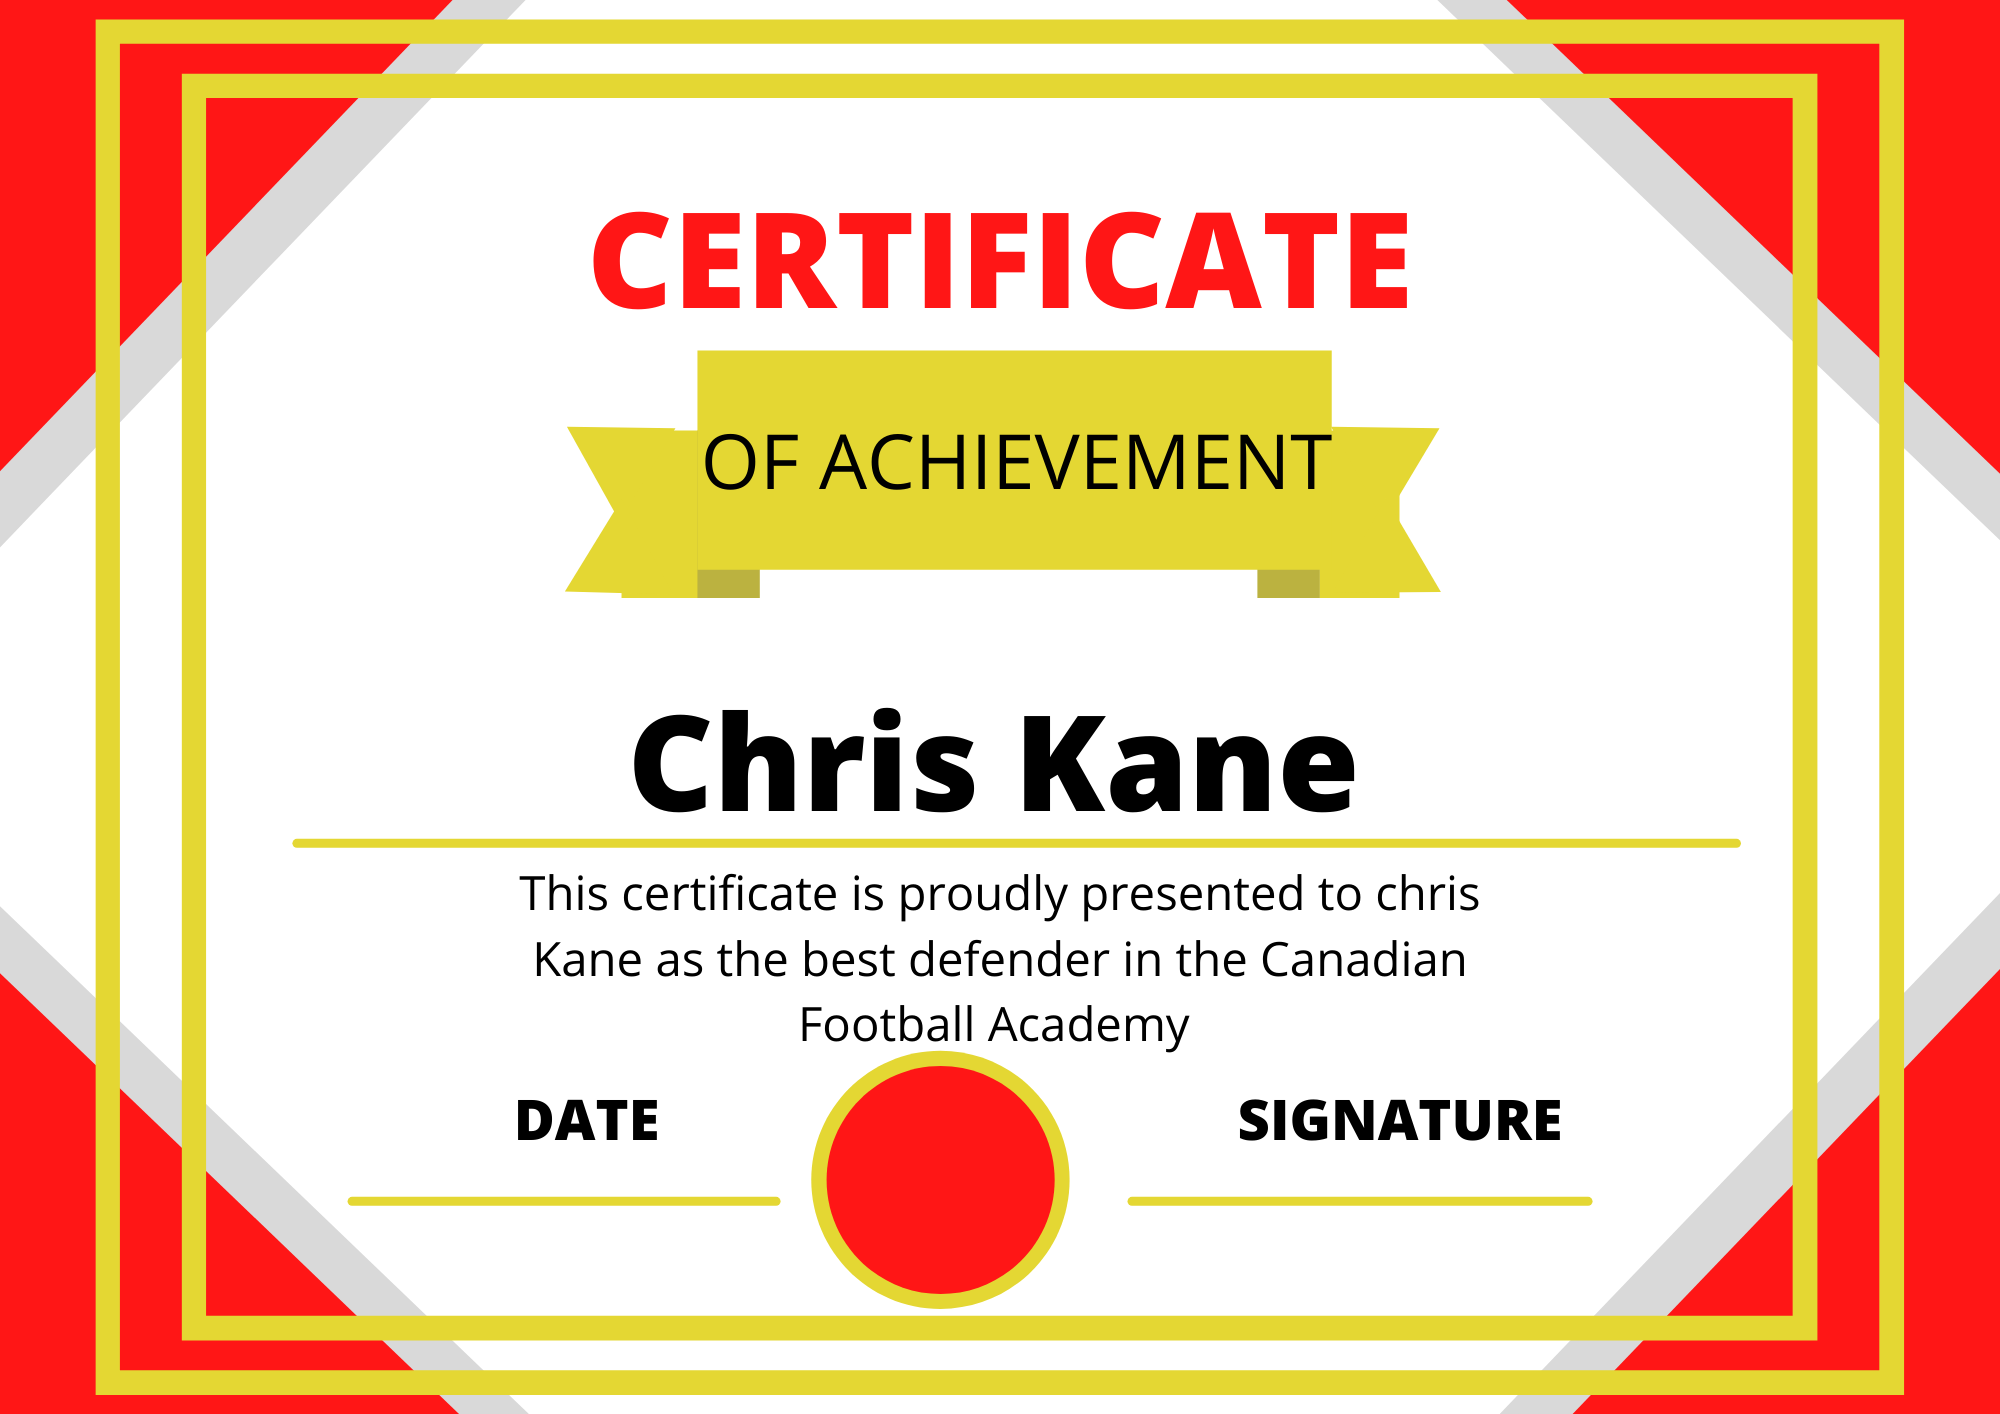 CERTIFICATE
OF ACHIEVEMENT
Chris Kane
This certificate is proudly presented to chris
Kane as the best defender in the Canadian
Football Academy
DATE
SIGNATURE